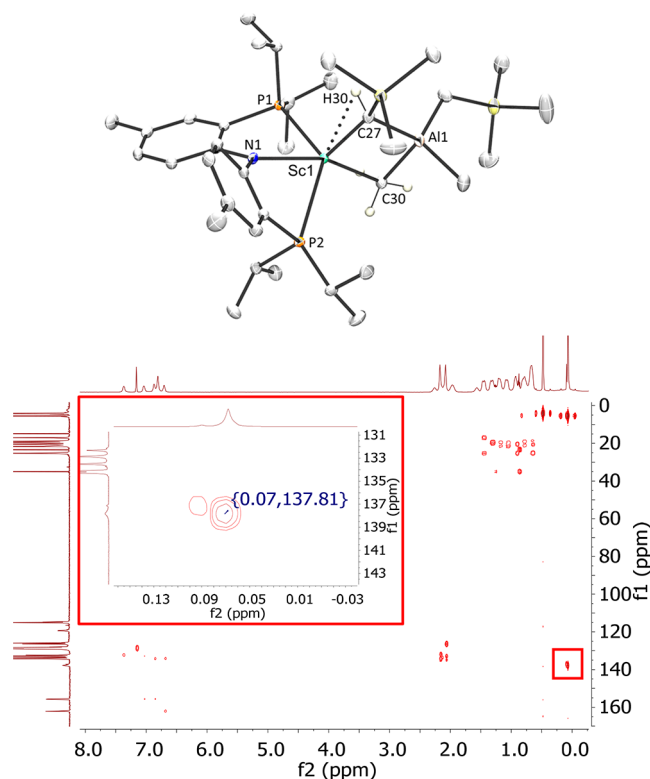 P1
H30
C27
Al1
N1
Sc1
C30
P2
0
20
40
60
80
100
120
140
160
f1 (ppm)
131
133
135
137
139
141
143
f1 (ppm)
{0.07,137.81}
0.13 0.09 0.05 0.01 -0.03
f2 (ppm)
8.0 7.0 6.0 5.0 4.0 3.0 2.0 1.0 0.0
f2 (ppm)